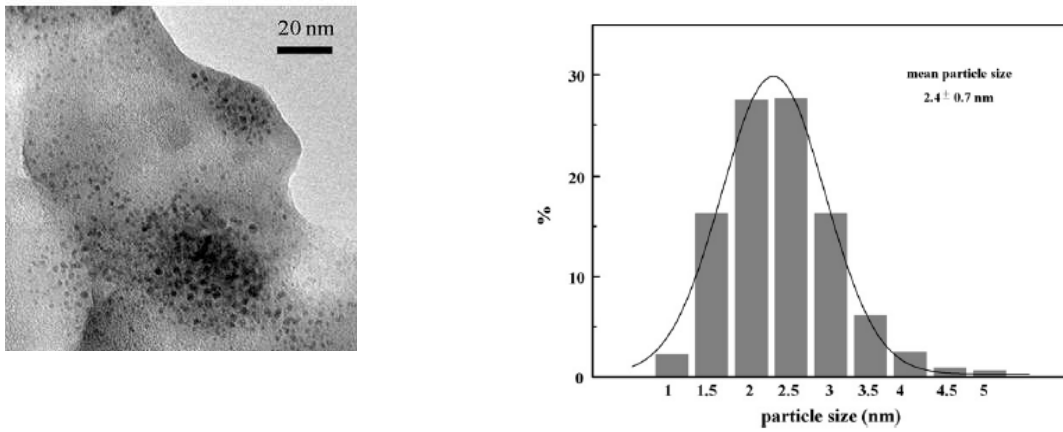 20 nm
mean particle size
2.4 ± 0.7 nm
30
20
10
0
%
1 1.5 2 2.5 3 3.5 4 4.5 5
particle size (nm)